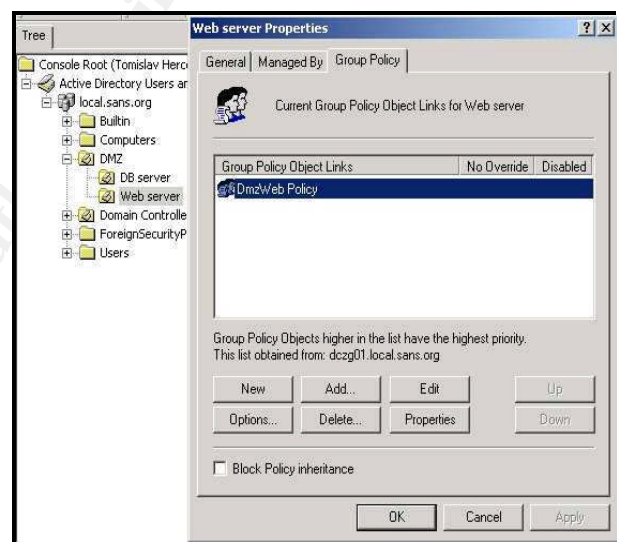 Tree
Console Root (Tomislav Herc
Active Directory Users ar
local.sans.org
Builtin
Computers
DMZ
DB server
Web server
Domain Controlle
ForeignSecurityP
Users
Web server Properties
General
Managed By
Group Policy
Current Group Policy Object Links for Web server
Group Policy Object Links
No Override
Disabled
DmzWeb Policy
Group Policy Objects higher in the list have the highest priority.
This list obtained from: dczg01.local.sans.org
New
Add...
Edit
Up
Options...
Delete...
Properties
Down
Block Policy inheritance
OK
Cancel
Apply